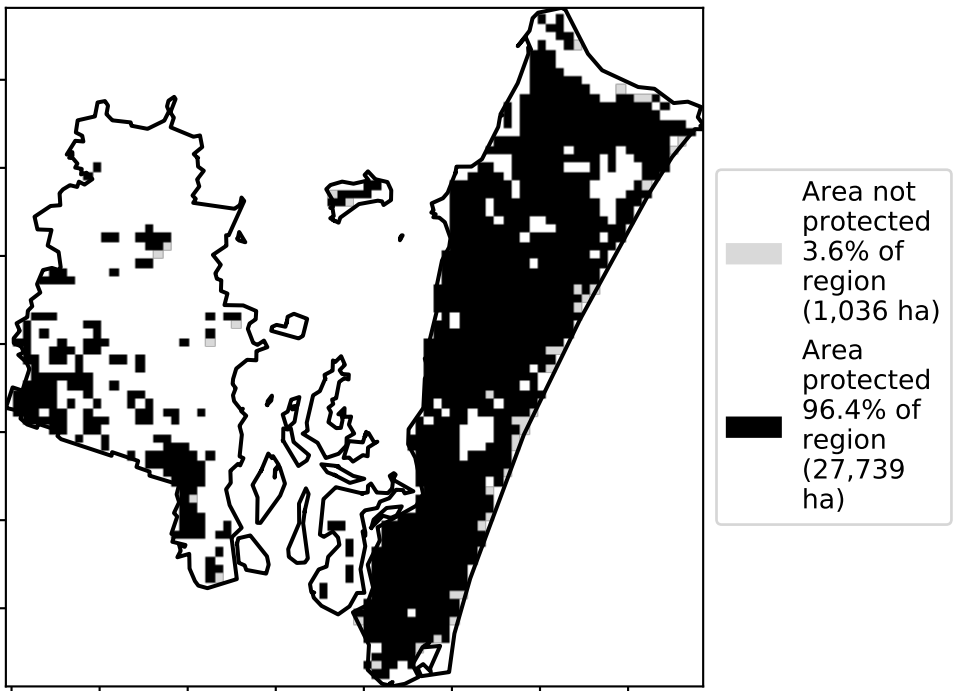 Area not
protected
3.6% of
region
(1,036 ha)
Area
protected
96.4% of
region
(27,739
ha)